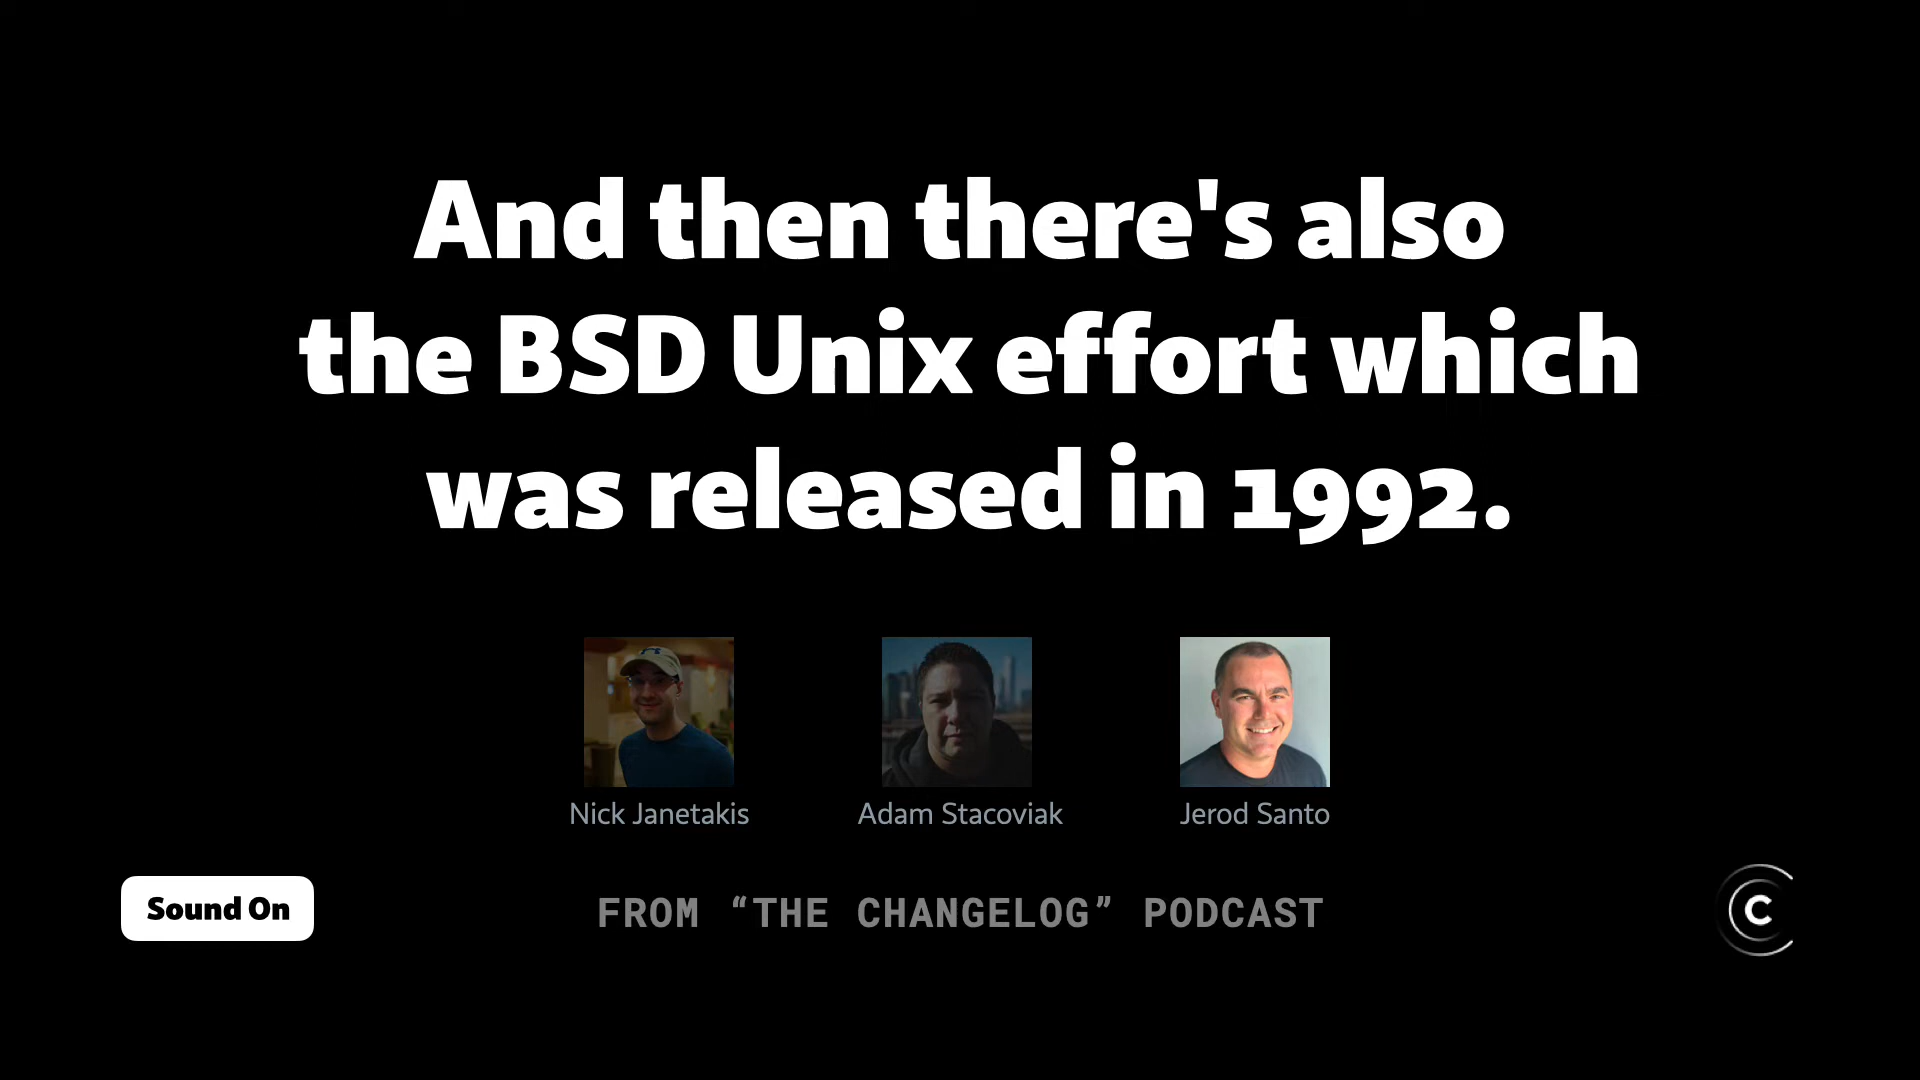 And then there's also
the BSD Unix effort which
was released in 1992.
Nick Janetakis
Adam Stacoviak
Jerod Santo
Sound On
FROM “THE CHANGELOG” PODCAST
C